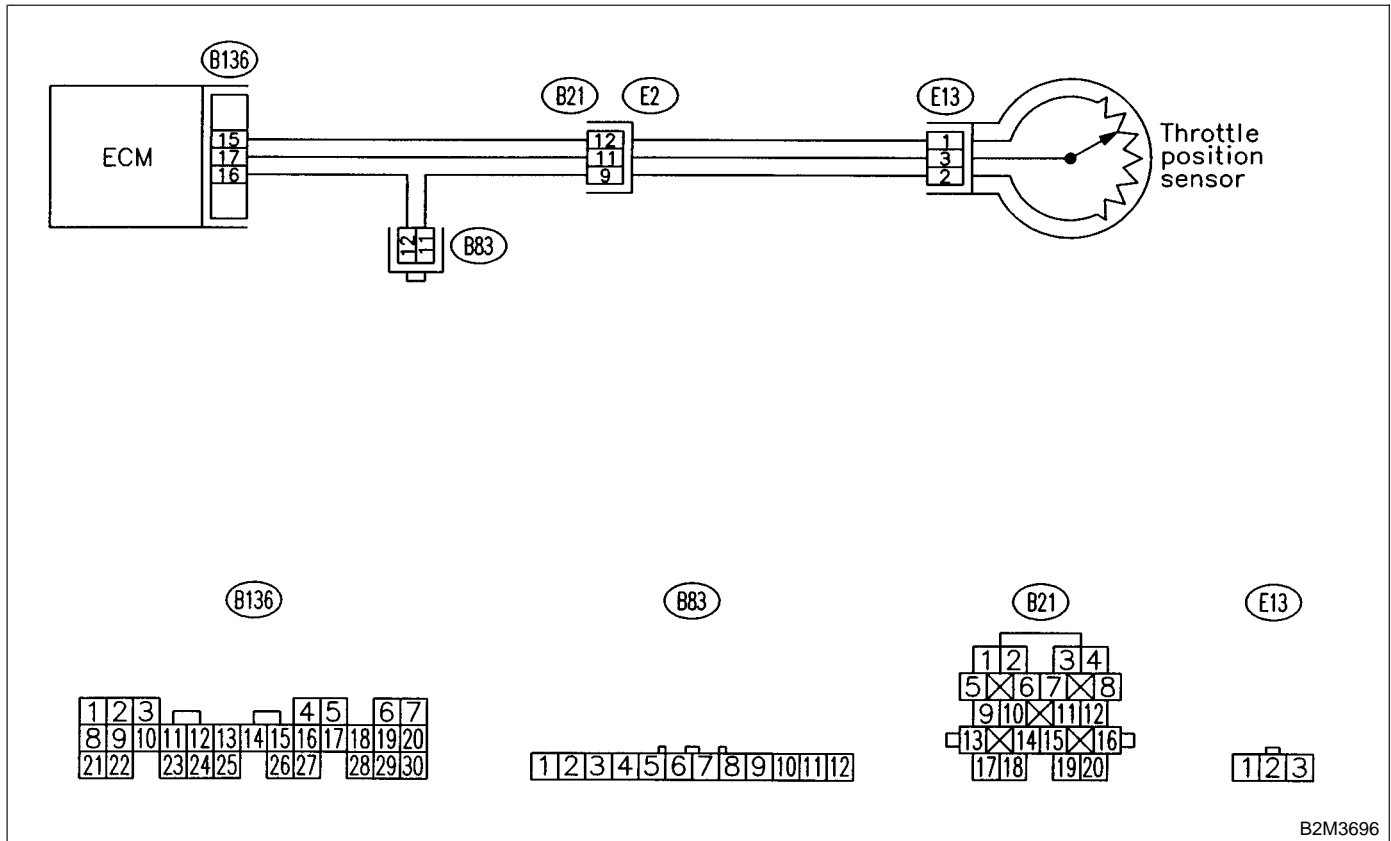 B136
B21 E2 E13
ECM
15 12 1
17 11 3
16 9 2
Throttle
position
sensor
12 11 B83
B136 B83 B21 E13
1 2 3 4
5 6 7 8
9 10 11 12
13 14 15 16
17 18 19 20
1 2 3 4 5 6 7
8 9 10 11 12 13 14 15 16 17 18 19 20
21 22 23 24 25 26 27 28 29 30
1 2 3 4 5 6 7 8 9 10 11 12
1 2 3
B2M3696